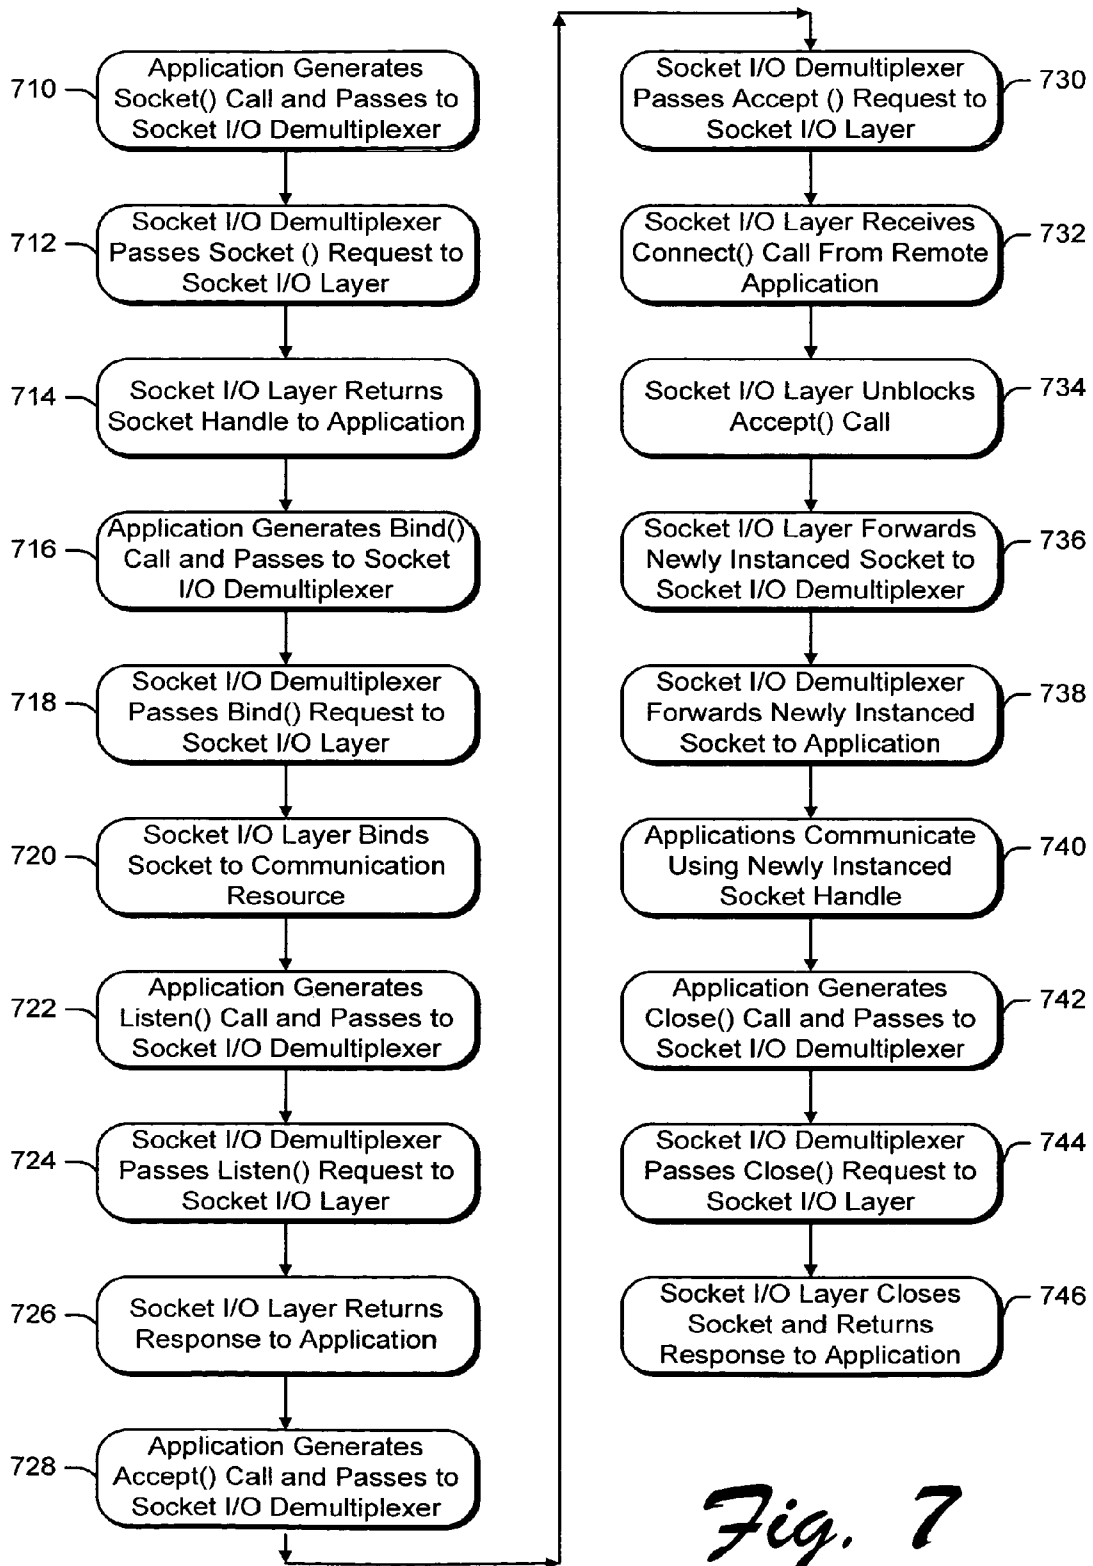 710
Application Generates
Socket() Call and Passes to
Socket I/O Demultiplexer
712
Socket I/O Demultiplexer
Passes Socket () Request to
Socket I/O Layer
714
Socket I/O Layer Returns
Socket Handle to Application
716
Application Generates Bind()
Call and Passes to Socket
I/O Demultiplexer
718
Socket I/O Demultiplexer
Passes Bind() Request to
Socket I/O Layer
720
Socket I/O Layer Binds
Socket to Communication
Resource
722
Application Generates
Listen() Call and Passes to
Socket I/O Demultiplexer
724
Socket I/O Demultiplexer
Passes Listen() Request to
Socket I/O Layer
726
Socket I/O Layer Returns
Response to Application
728
Application Generates
Accept() Call and Passes to
Socket I/O Demultiplexer
Socket I/O Demultiplexer
Passes Accept () Request to
Socket I/O Layer
730
Socket I/O Layer Receives
Connect() Call From Remote
Application
732
Socket I/O Layer Unblocks
Accept() Call
734
Socket I/O Layer Forwards
Newly Instanced Socket to
Socket I/O Demultiplexer
736
Socket I/O Demultiplexer
Forwards Newly Instanced
Socket to Application
738
Applications Communicate
Using Newly Instanced
Socket Handle
740
Application Generates
Close() Call and Passes to
Socket I/O Demultiplexer
742
Socket I/O Demultiplexer
Passes Close() Request to
Socket I/O Layer
744
Socket I/O Layer Closes
Socket and Returns
Response to Application
746
Fig. 7